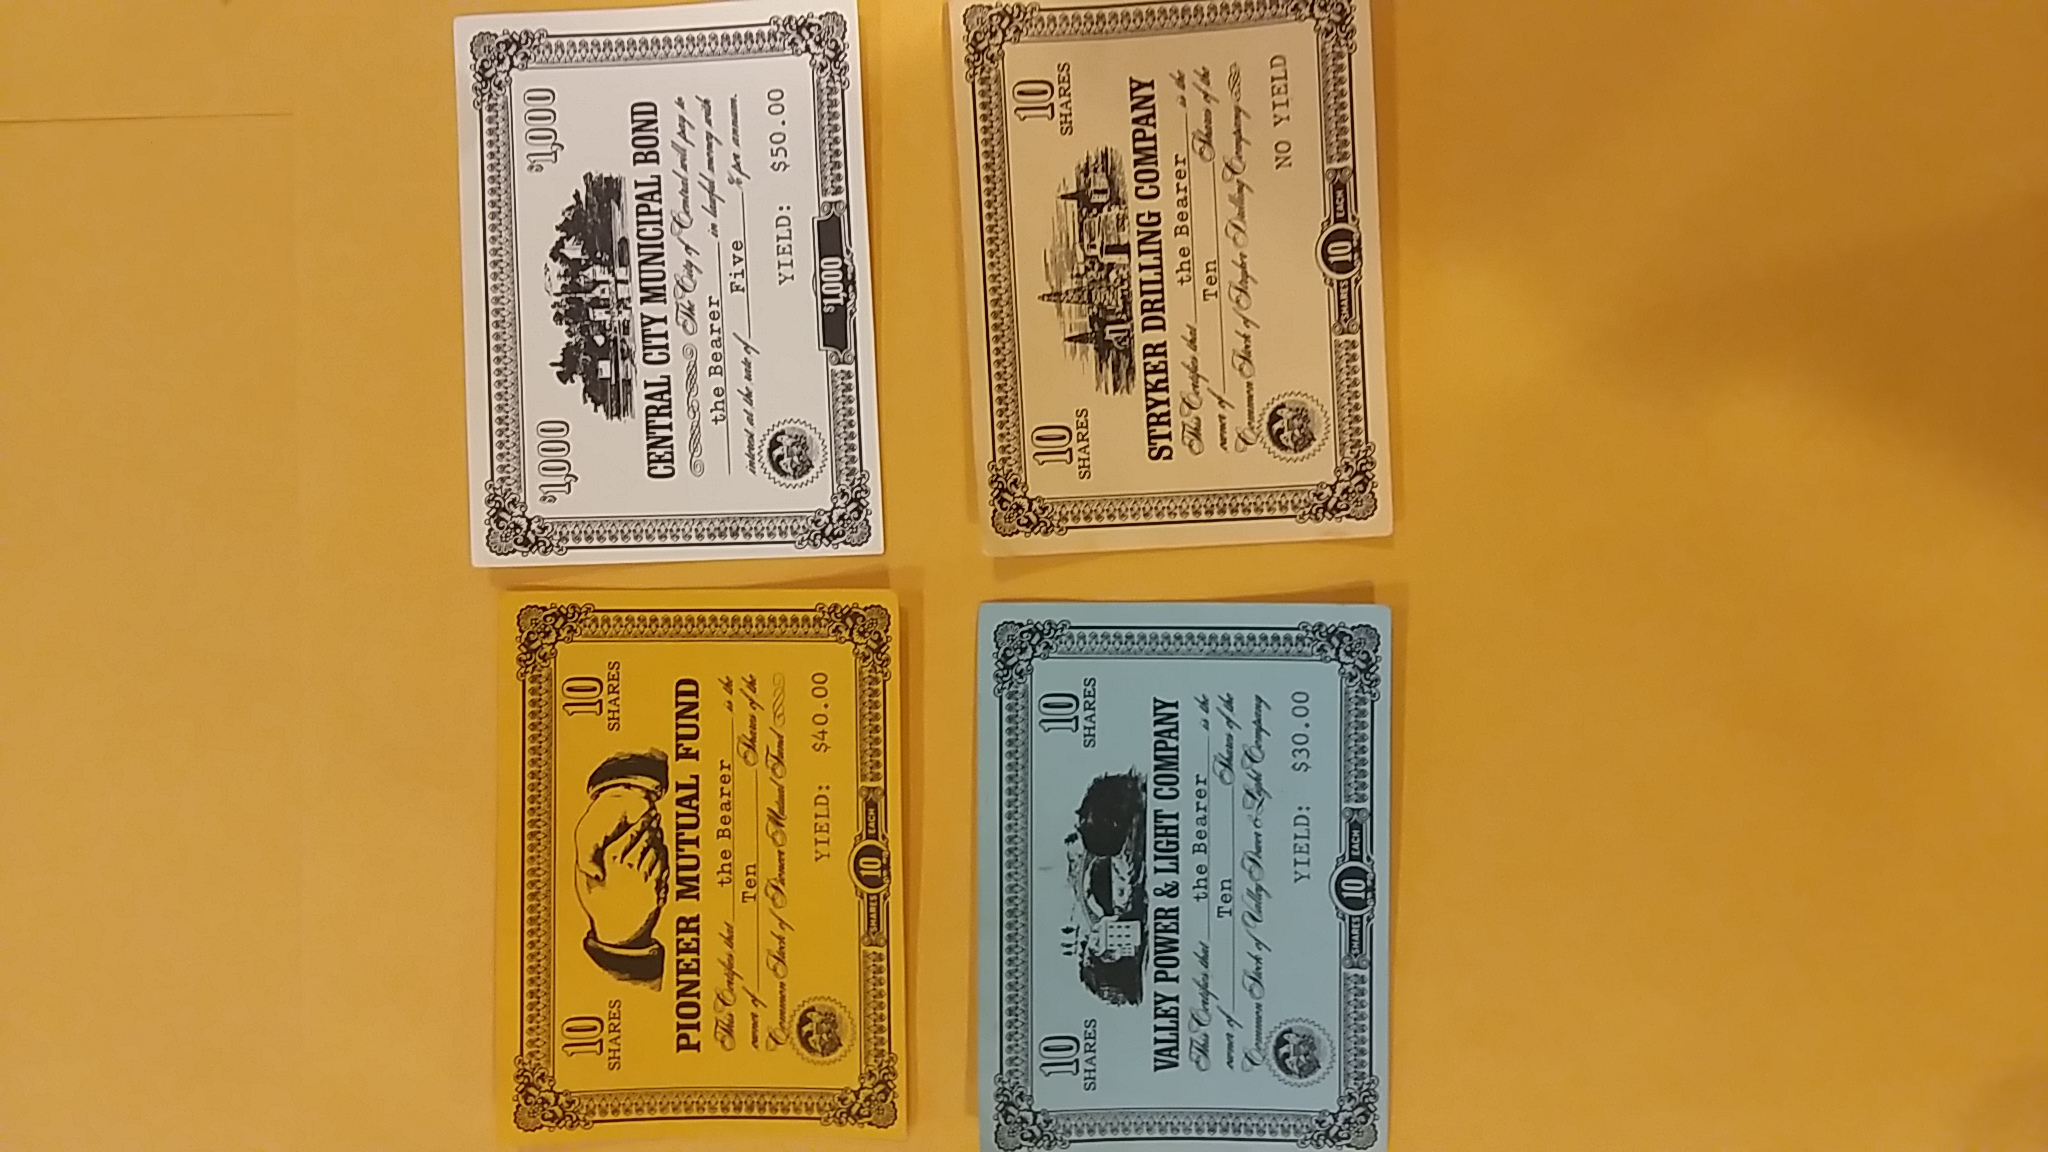 10
SHARES
10
SHARES
PIONEER MUTUAL FUND
This Certifies that the Bearer is the
owner of Ten Shares of the
Common Stock of Pioneer Mutual Fund
YIELD: $40.00
SHARES 10 EACH
$1,000
$1,000
CENTRAL CITY MUNICIPAL BOND
The City of Central will pay to
the Bearer in lawful money with
interest at the rate of Five % per annum.
YIELD: $50.00
$1,000
10
SHARES
10
SHARES
VALLEY POWER & LIGHT COMPANY
This Certifies that the Bearer is the
owner of Ten Shares of the
Common Stock of Valley Power & Light Company
YIELD: $30.00
SHARES 10 EACH
10
SHARES
10
SHARES
STRYKER DRILLING COMPANY
This Certifies that the Bearer is the
owner of Ten Shares of the
Common Stock of Stryker Drilling Company
NO YIELD
SHARES 10 EACH